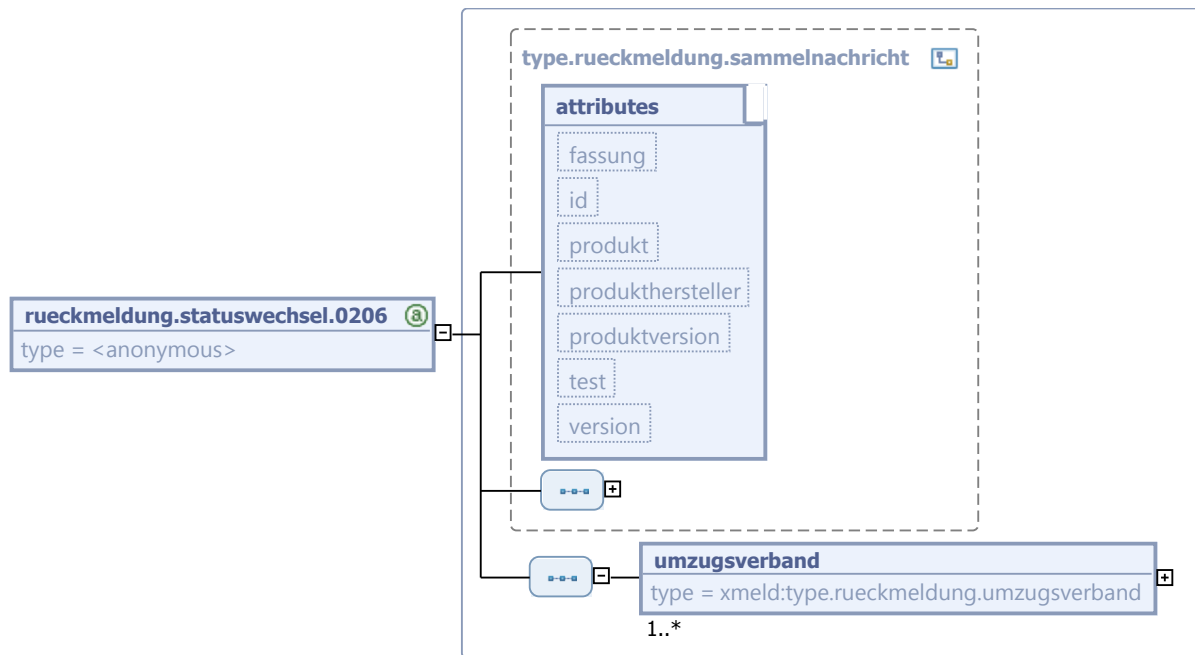 type.rueckmeldung.sammelnachricht
attributes
fassung
id
produkt
produkthersteller
produktversion
test
version
rueckmeldung.statuswechsel.0206 a
type = <anonymous>
umzugsverband
type = xmeld:type.rueckmeldung.umzugsverband
1..*